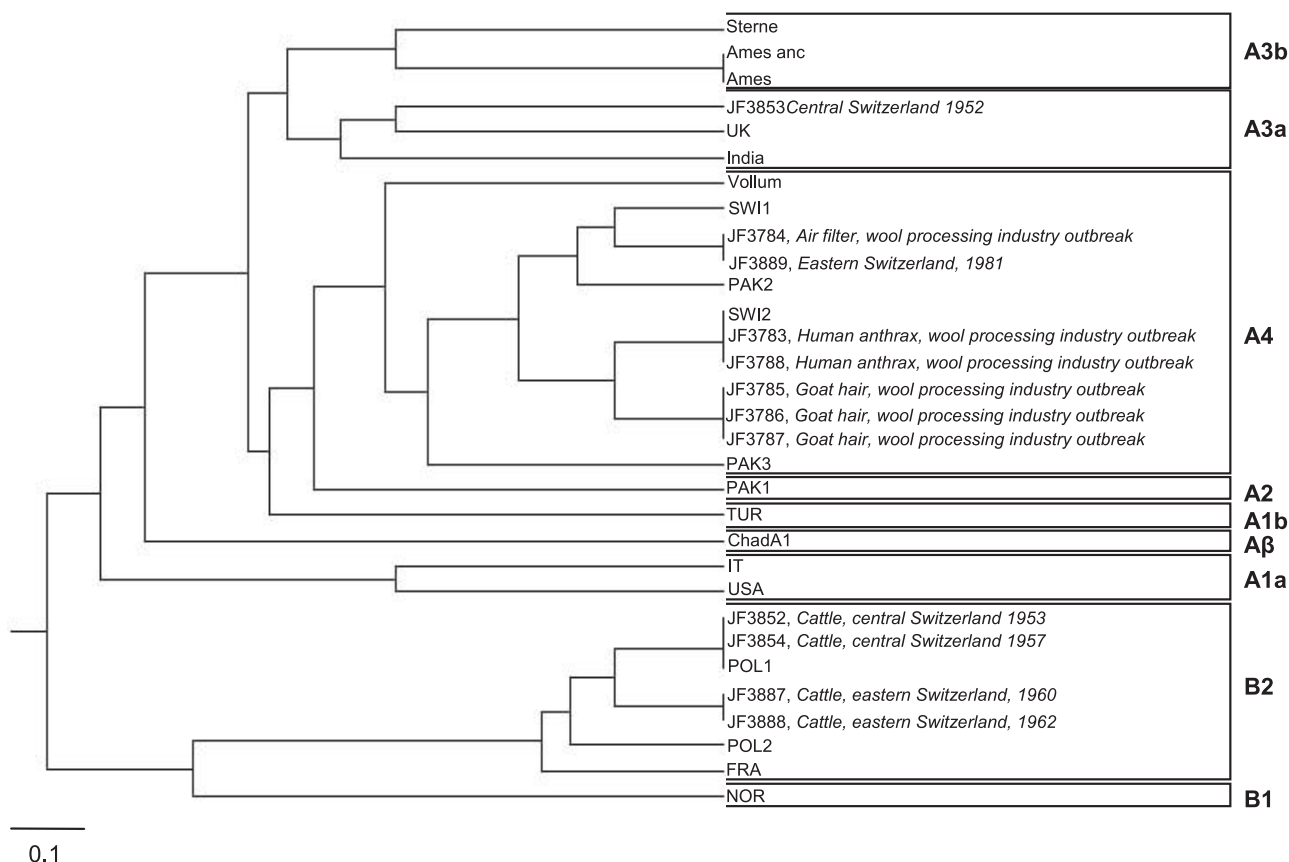 Sterne
Ames anc
A3b
Ames
JF3853Central Switzerland 1952
A3a
UK
India
Vollum
SWI1
JF3784, Air filter, wool processing industry outbreak
JF3889, Eastern Switzerland, 1981
PAK2
SWI2
JF3783, Human anthrax, wool processing industry outbreak
A4
JF3788, Human anthrax, wool processing industry outbreak
JF3785, Goat hair, wool processing industry outbreak
JF3786, Goat hair, wool processing industry outbreak
JF3787, Goat hair, wool processing industry outbreak
PAK3
PAK1
A2
TUR
A1b
ChadA1
Aβ
IT
A1a
USA
JF3852, Cattle, central Switzerland 1953
JF3854, Cattle, central Switzerland 1957
POL1
B2
JF3887, Cattle, eastern Switzerland, 1960
JF3888, Cattle, eastern Switzerland, 1962
POL2
FRA
NOR
B1
0.1